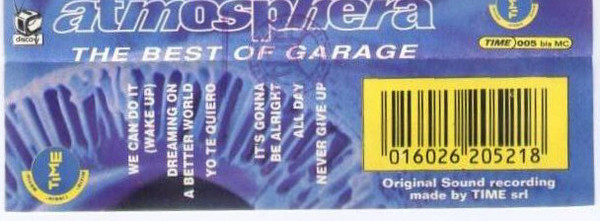 atmosphera
THE BEST OF GARAGE
discov
TIME
TIME 005 bis MC
WE CAN DO IT
(WAKE UP)
DREAMING ON
A BETTER WORLD
YO TE QUIERO
IT'S GONNA
BE ALRIGHT
ALL DAY
NEVER GIVE UP
TIME
016026 205218
Original Sound recording
made by TIME srl